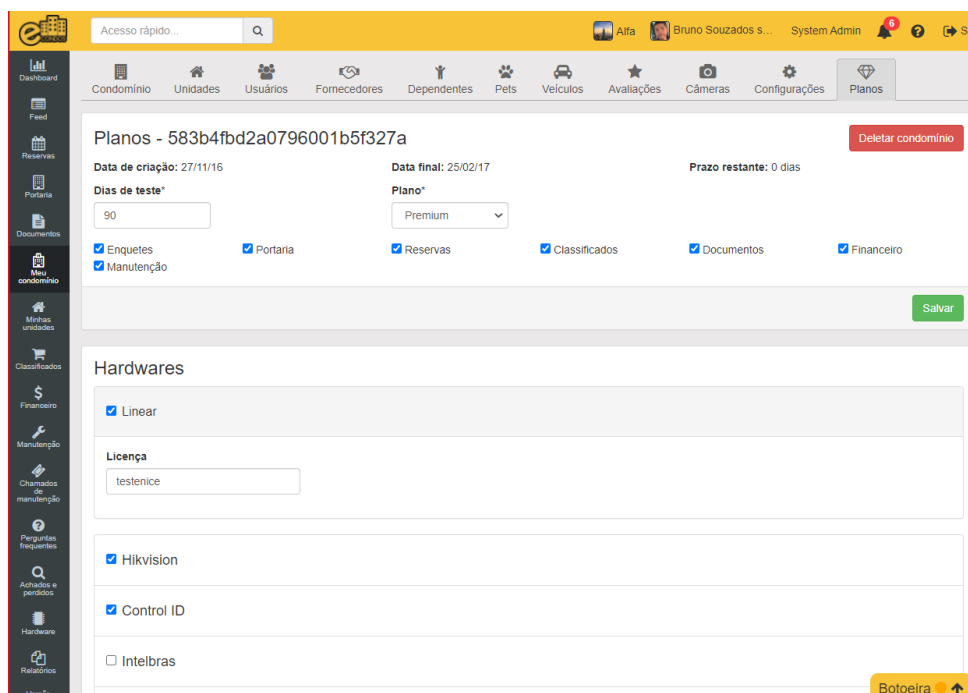 e
CONDOS
Acesso rápido...
Alfa
Bruno Souzados s...
System Admin
6
S
Dashboard
Feed
Reservas
Portaria
Documentos
Meu
condomínio
Minhas
unidades
Classificados
Financeiro
Manutenção
Chamados
de
manutenção
Perguntas
frequentes
Achados e
perdidos
Hardware
Relatórios
Condomínio
Unidades
Usuários
Fornecedores
Dependentes
Pets
Veículos
Avaliações
Câmeras
Configurações
Planos
Planos - 583b4fbd2a0796001b5f327a
Deletar condomínio
Data de criação: 27/11/16
Data final: 25/02/17
Prazo restante: 0 dias
Dias de teste*
Plano*
90
Premium
Enquetes
Portaria
Reservas
Classificados
Documentos
Financeiro
Manutenção
Salvar
Hardwares
Linear
Licença
testenice
Hikvision
Control ID
Intelbras
Botoeira